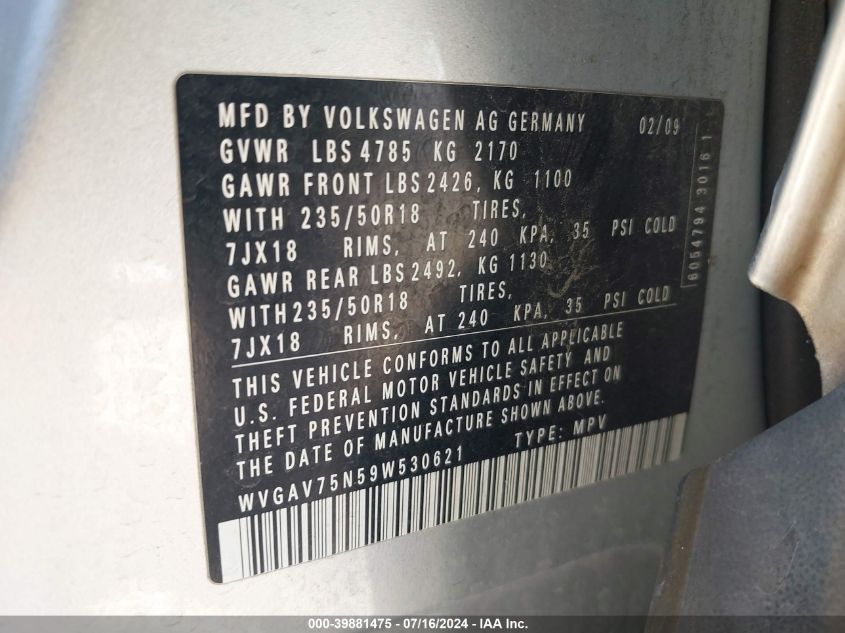 MFD BY VOLKSWAGEN AG GERMANY 02/09
GVWR LBS 4785 KG 2170
GAWR FRONT LBS 2426, KG 1100
WITH 235/50R18 TIRES,
7JX18 RIMS, AT 240 KPA, 35 PSI COLD
GAWR REAR LBS 2492, KG 1130
WITH 235/50R18 TIRES,
7JX18 RIMS, AT 240 KPA, 35 PSI COLD
THIS VEHICLE CONFORMS TO ALL APPLICABLE
U.S. FEDERAL MOTOR VEHICLE SAFETY AND
THEFT PREVENTION STANDARDS IN EFFECT ON
THE DATE OF MANUFACTURE SHOWN ABOVE.
WVGAV75N59W530621 TYPE: MPV
6054794 3016 1
000-39881475 - 07/16/2024 - IAA, Inc.